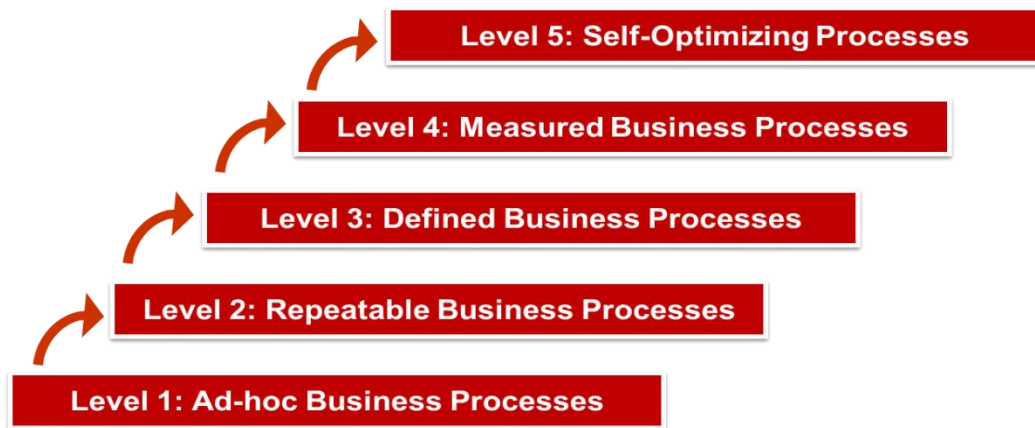 Level 5: Self-Optimizing Processes
Level 4: Measured Business Processes
Level 3: Defined Business Processes
Level 2: Repeatable Business Processes
Level 1: Ad-hoc Business Processes